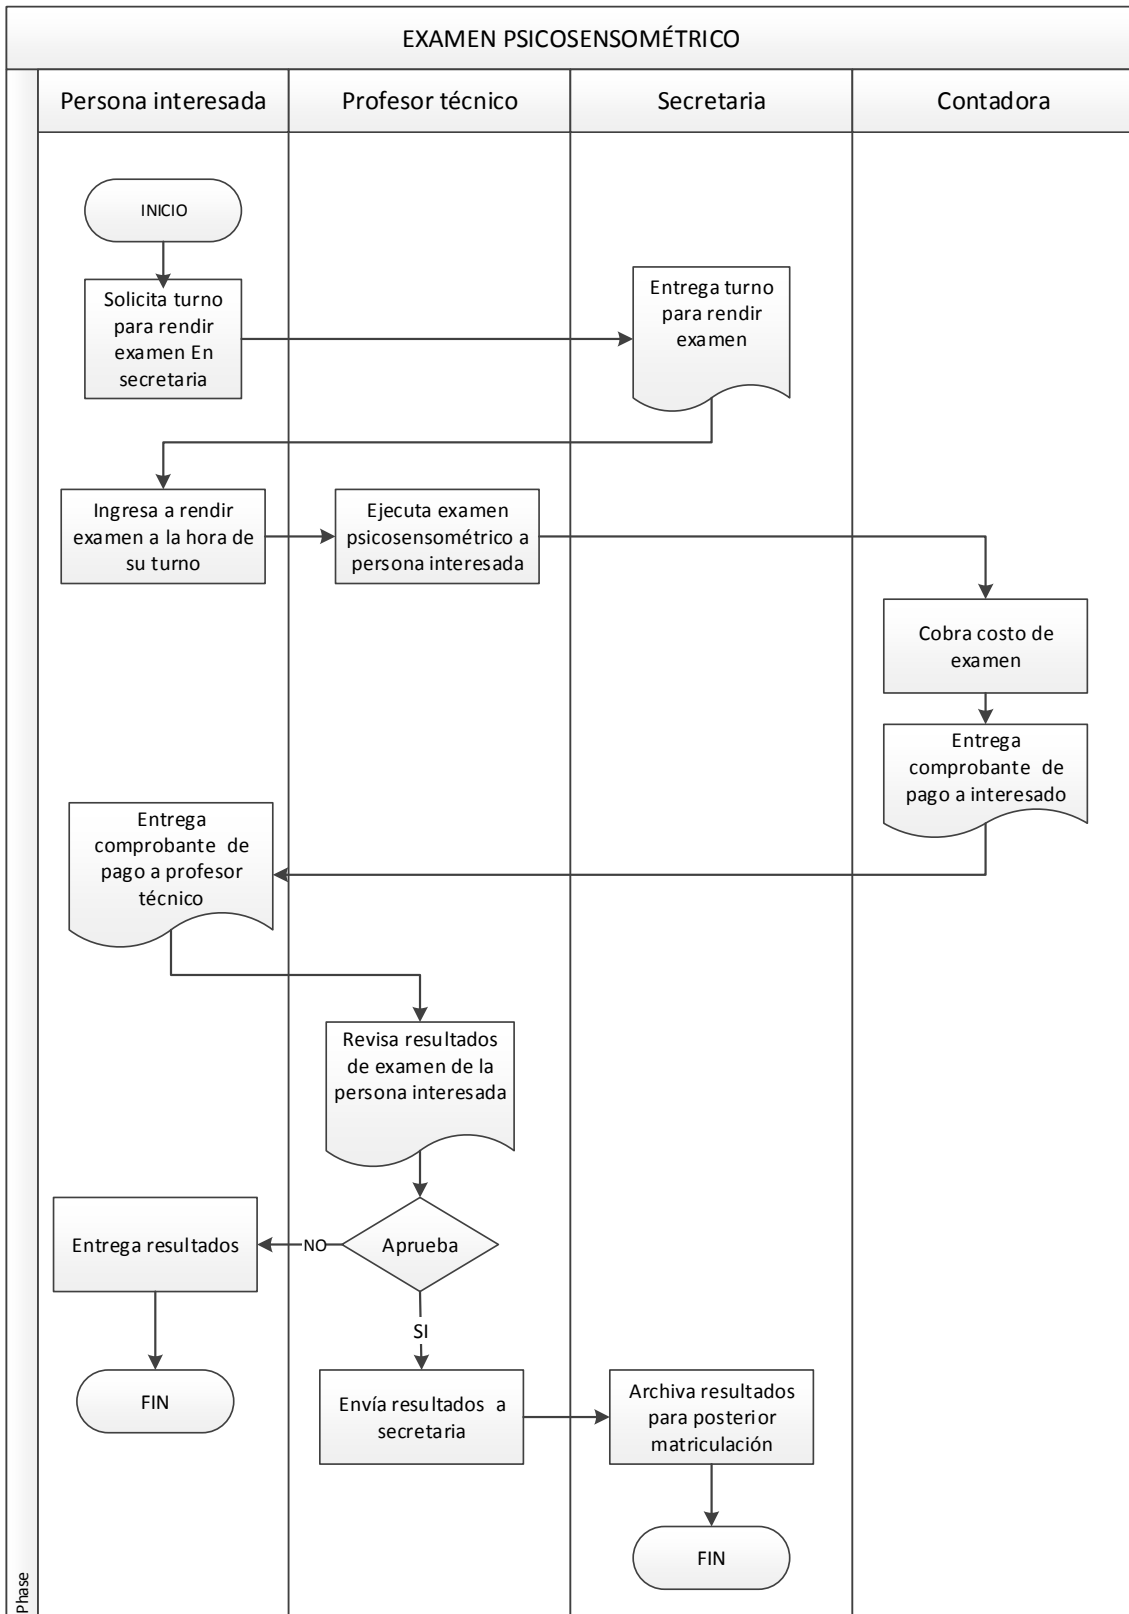 EXAMEN PSICOSENSOMÉTRICO
Persona interesada
Profesor técnico
Secretaria
Contadora
INICIO
Solicita turno
para rendir
examen En
secretaria
Entrega turno
para rendir
examen
Ingresa a rendir
examen a la hora de
su turno
Ejecuta examen
psicosensométrico a
persona interesada
Cobra costo de
examen
Entrega
comprobante de
pago a interesado
Entrega
comprobante de
pago a profesor
técnico
Revisa resultados
de examen de la
persona interesada
Aprueba
NO
Entrega resultados
FIN
SI
Envía resultados a
secretaria
Archiva resultados
para posterior
matriculación
FIN
Phase